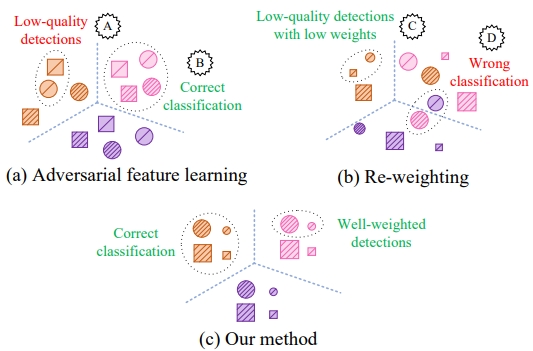 Low-quality
detections
A
B
Correct
classification
(a) Adversarial feature learning
Low-quality detections
with low weights
C
D
Wrong
classification
(b) Re-weighting
Correct
classification
Well-weighted
detections
(c) Our method